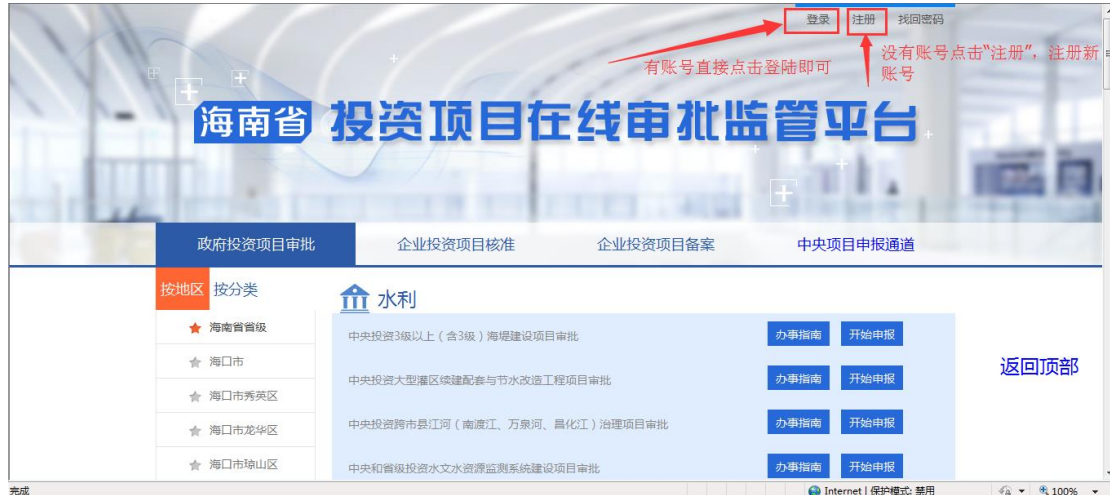 登录 注册 找回密码
有账号直接点击登陆即可
没有账号点击“注册”，注册新
账号
海南省 投资项目在线审批监管平台
政府投资项目审批 企业投资项目核准 企业投资项目备案 中央项目申报通道
按地区 按分类
水利
海南省省级
中央投资3级以上（含3级）海堤建设项目审批 办事指南 开始申报
海口市
返回顶部
中央投资大型灌区续建配套与节水改造工程项目审批 办事指南 开始申报
海口市秀英区
海口市龙华区
中央投资跨市县江河（南渡江、万泉河、昌化江）治理项目审批 办事指南 开始申报
海口市琼山区
中央和省级投资水文水资源监测系统建设项目审批 办事指南 开始申报
完成 Internet | 保护模式: 禁用 100%